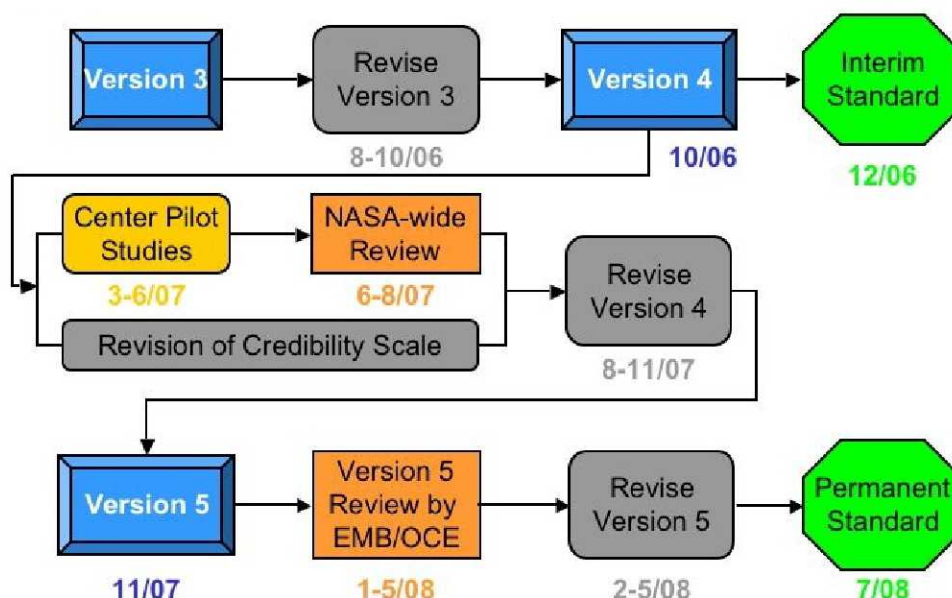 Version 3
Revise
Version 3
8-10/06
Version 4
10/06
Interim
Standard
12/06
Center Pilot
Studies
3-6/07
NASA-wide
Review
6-8/07
Revision of Credibility Scale
Revise
Version 4
8-11/07
Version 5
11/07
Version 5
Review by
EMB/OCE
1-5/08
Revise
Version 5
2-5/08
Permanent
Standard
7/08